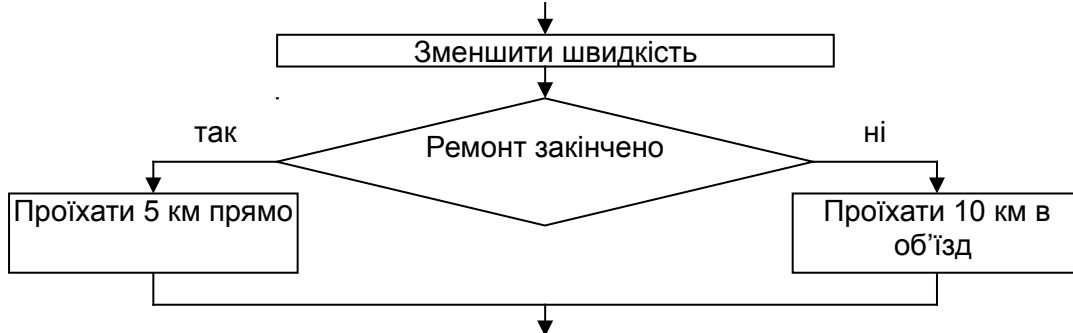 Зменшити швидкість
так
Ремонт закінчено
ні
Проїхати 5 км прямо
Проїхати 10 км в
об’їзд